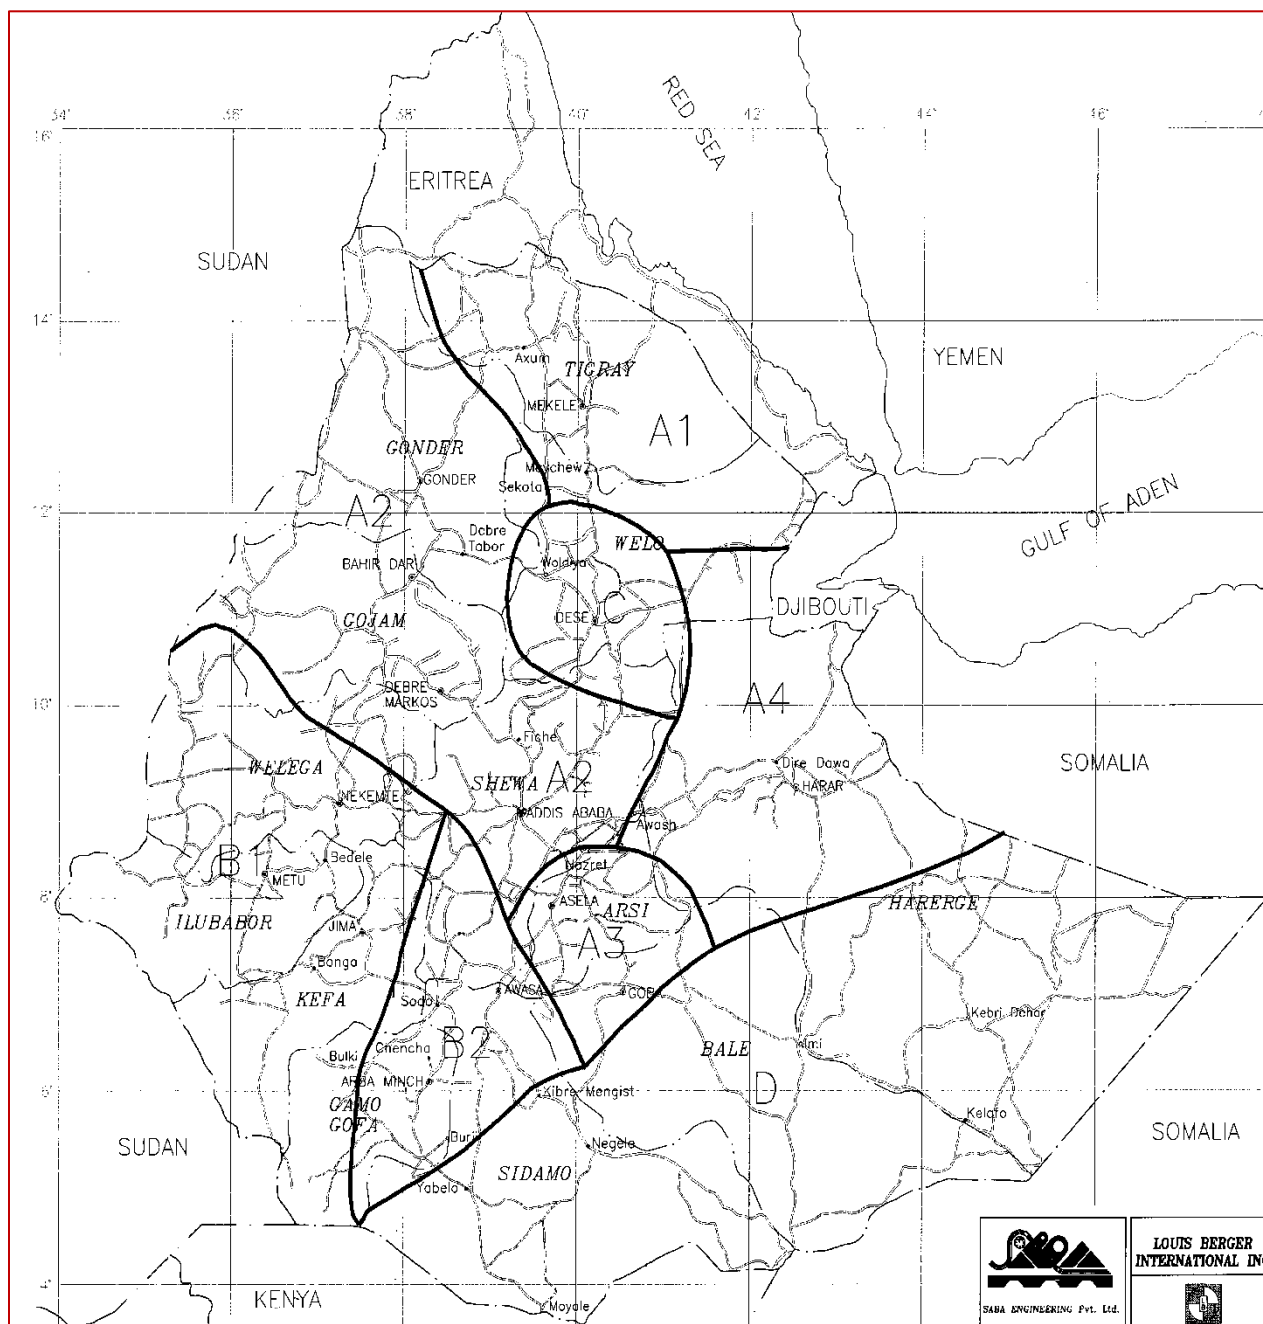 RED SEA
34°
36°
38°
40°
42°
44°
46°
16°
ERITREA
SUDAN
14°
YEMEN
Axum
TIGRAY
MEKELE
A1
GONDER
Maychew
GONDER
Sekota
A2
12°
GULF OF ADEN
Debre
Tabor
WELO
BAHIR DAR
Woldiya
DJIBOUTI
GOJAM
DESE
C
DEBRE
MARKOS
10°
A4
Fiche
SOMALIA
WELEGA
SHEWA
A2
Dire Dawa
HARAR
NEKEMTE
ADDIS ABABA
Awash
B1
Bedele
METU
Nazret
8°
ASELA
ARSI
HARERGE
ILUBABOR
JIMA
A3
Bonga
KEFA
Sodo
AWASA
GOBA
Kebri Dehar
B2
Chencha
Bulki
BALE
Imi
ARBA MINCH
6°
GAMO
GOFA
Kibre Mengist
D
Kelafo
SUDAN
Burji
Negele
SOMALIA
SIDAMO
Yabelo
4°
KENYA
Moyale
SABA ENGINEERING Pvt. Ltd.
LOUIS BERGER
INTERNATIONAL INC